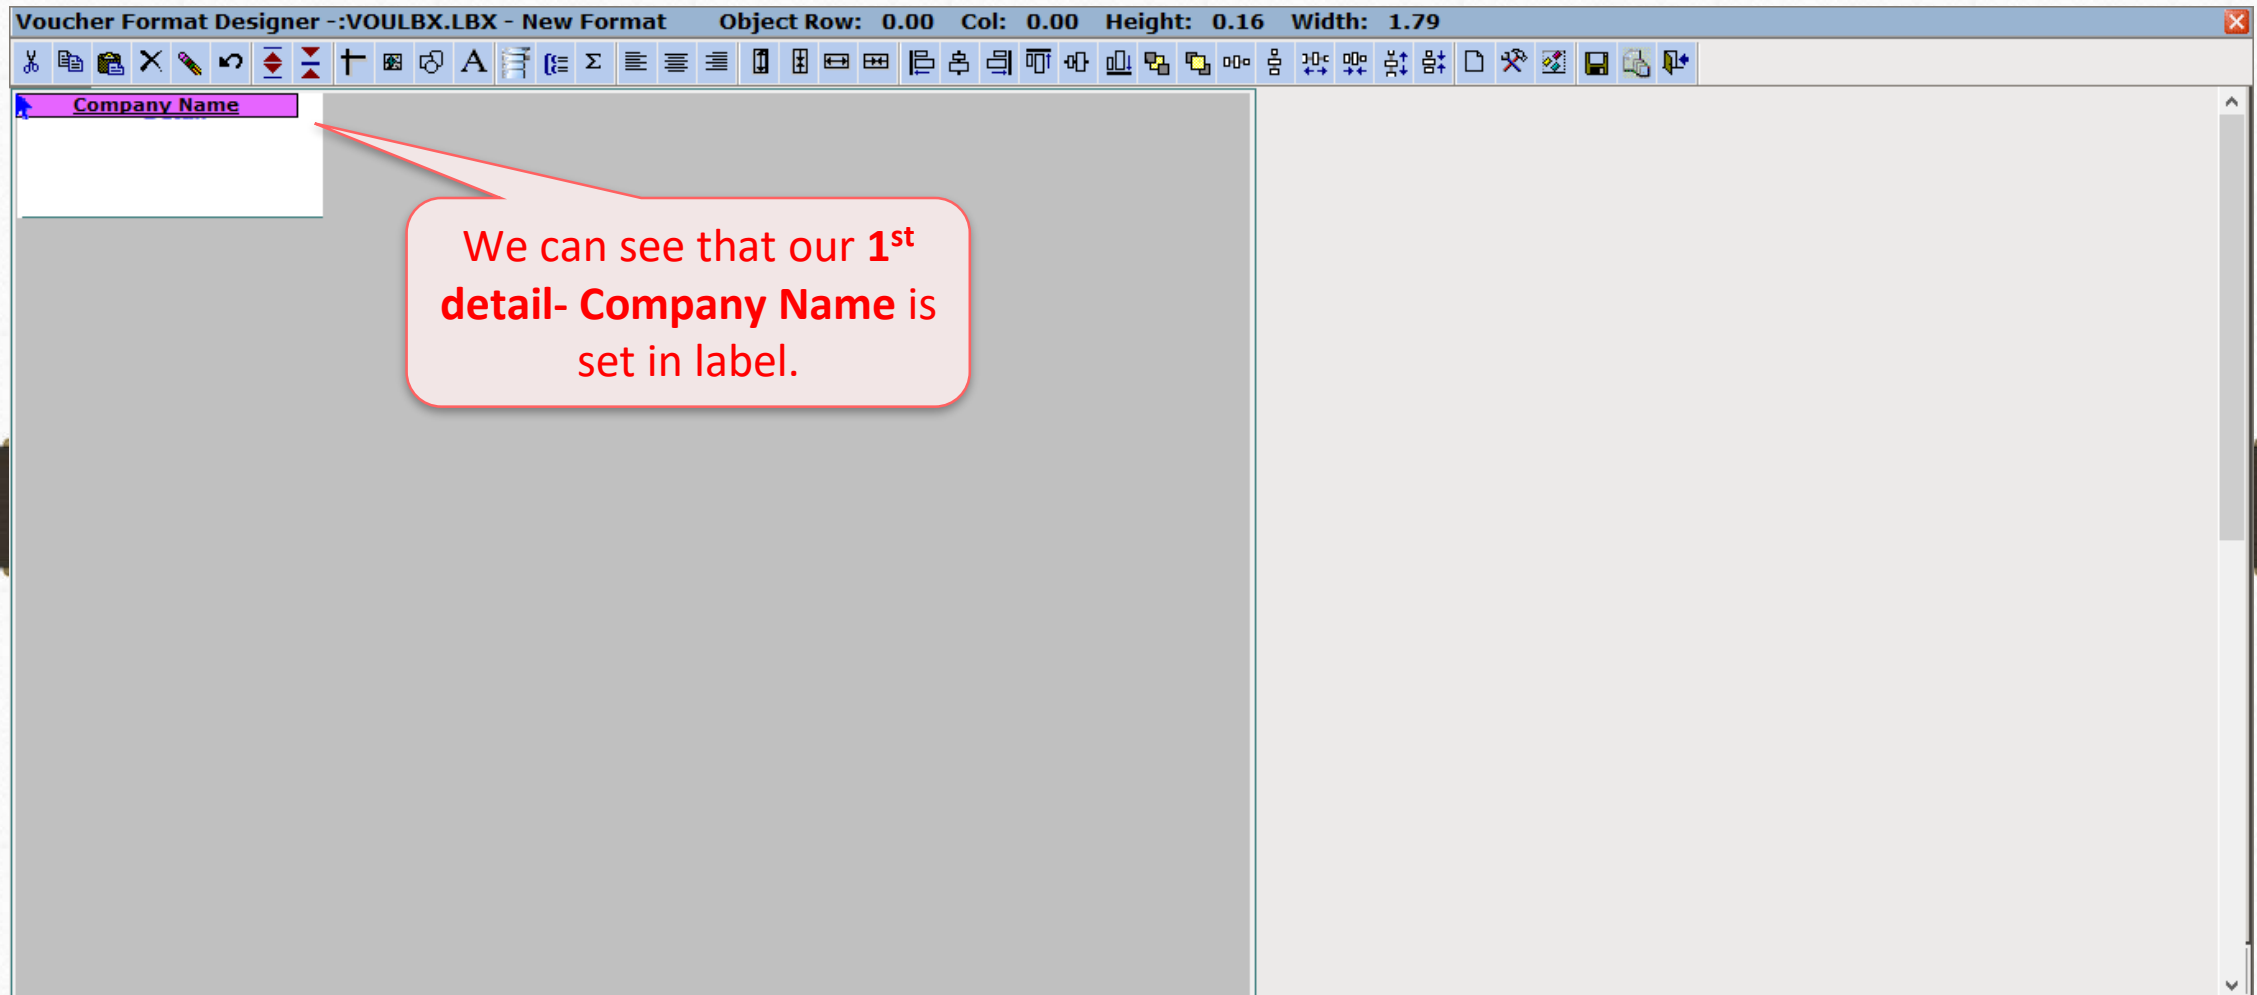 Voucher Format Designer -:VOULBX.LBX - New Format Object Row: 0.00 Col: 0.00 Height: 0.16 Width: 1.79
Company Name
We can see that our 1st
detail- Company Name is
set in label.